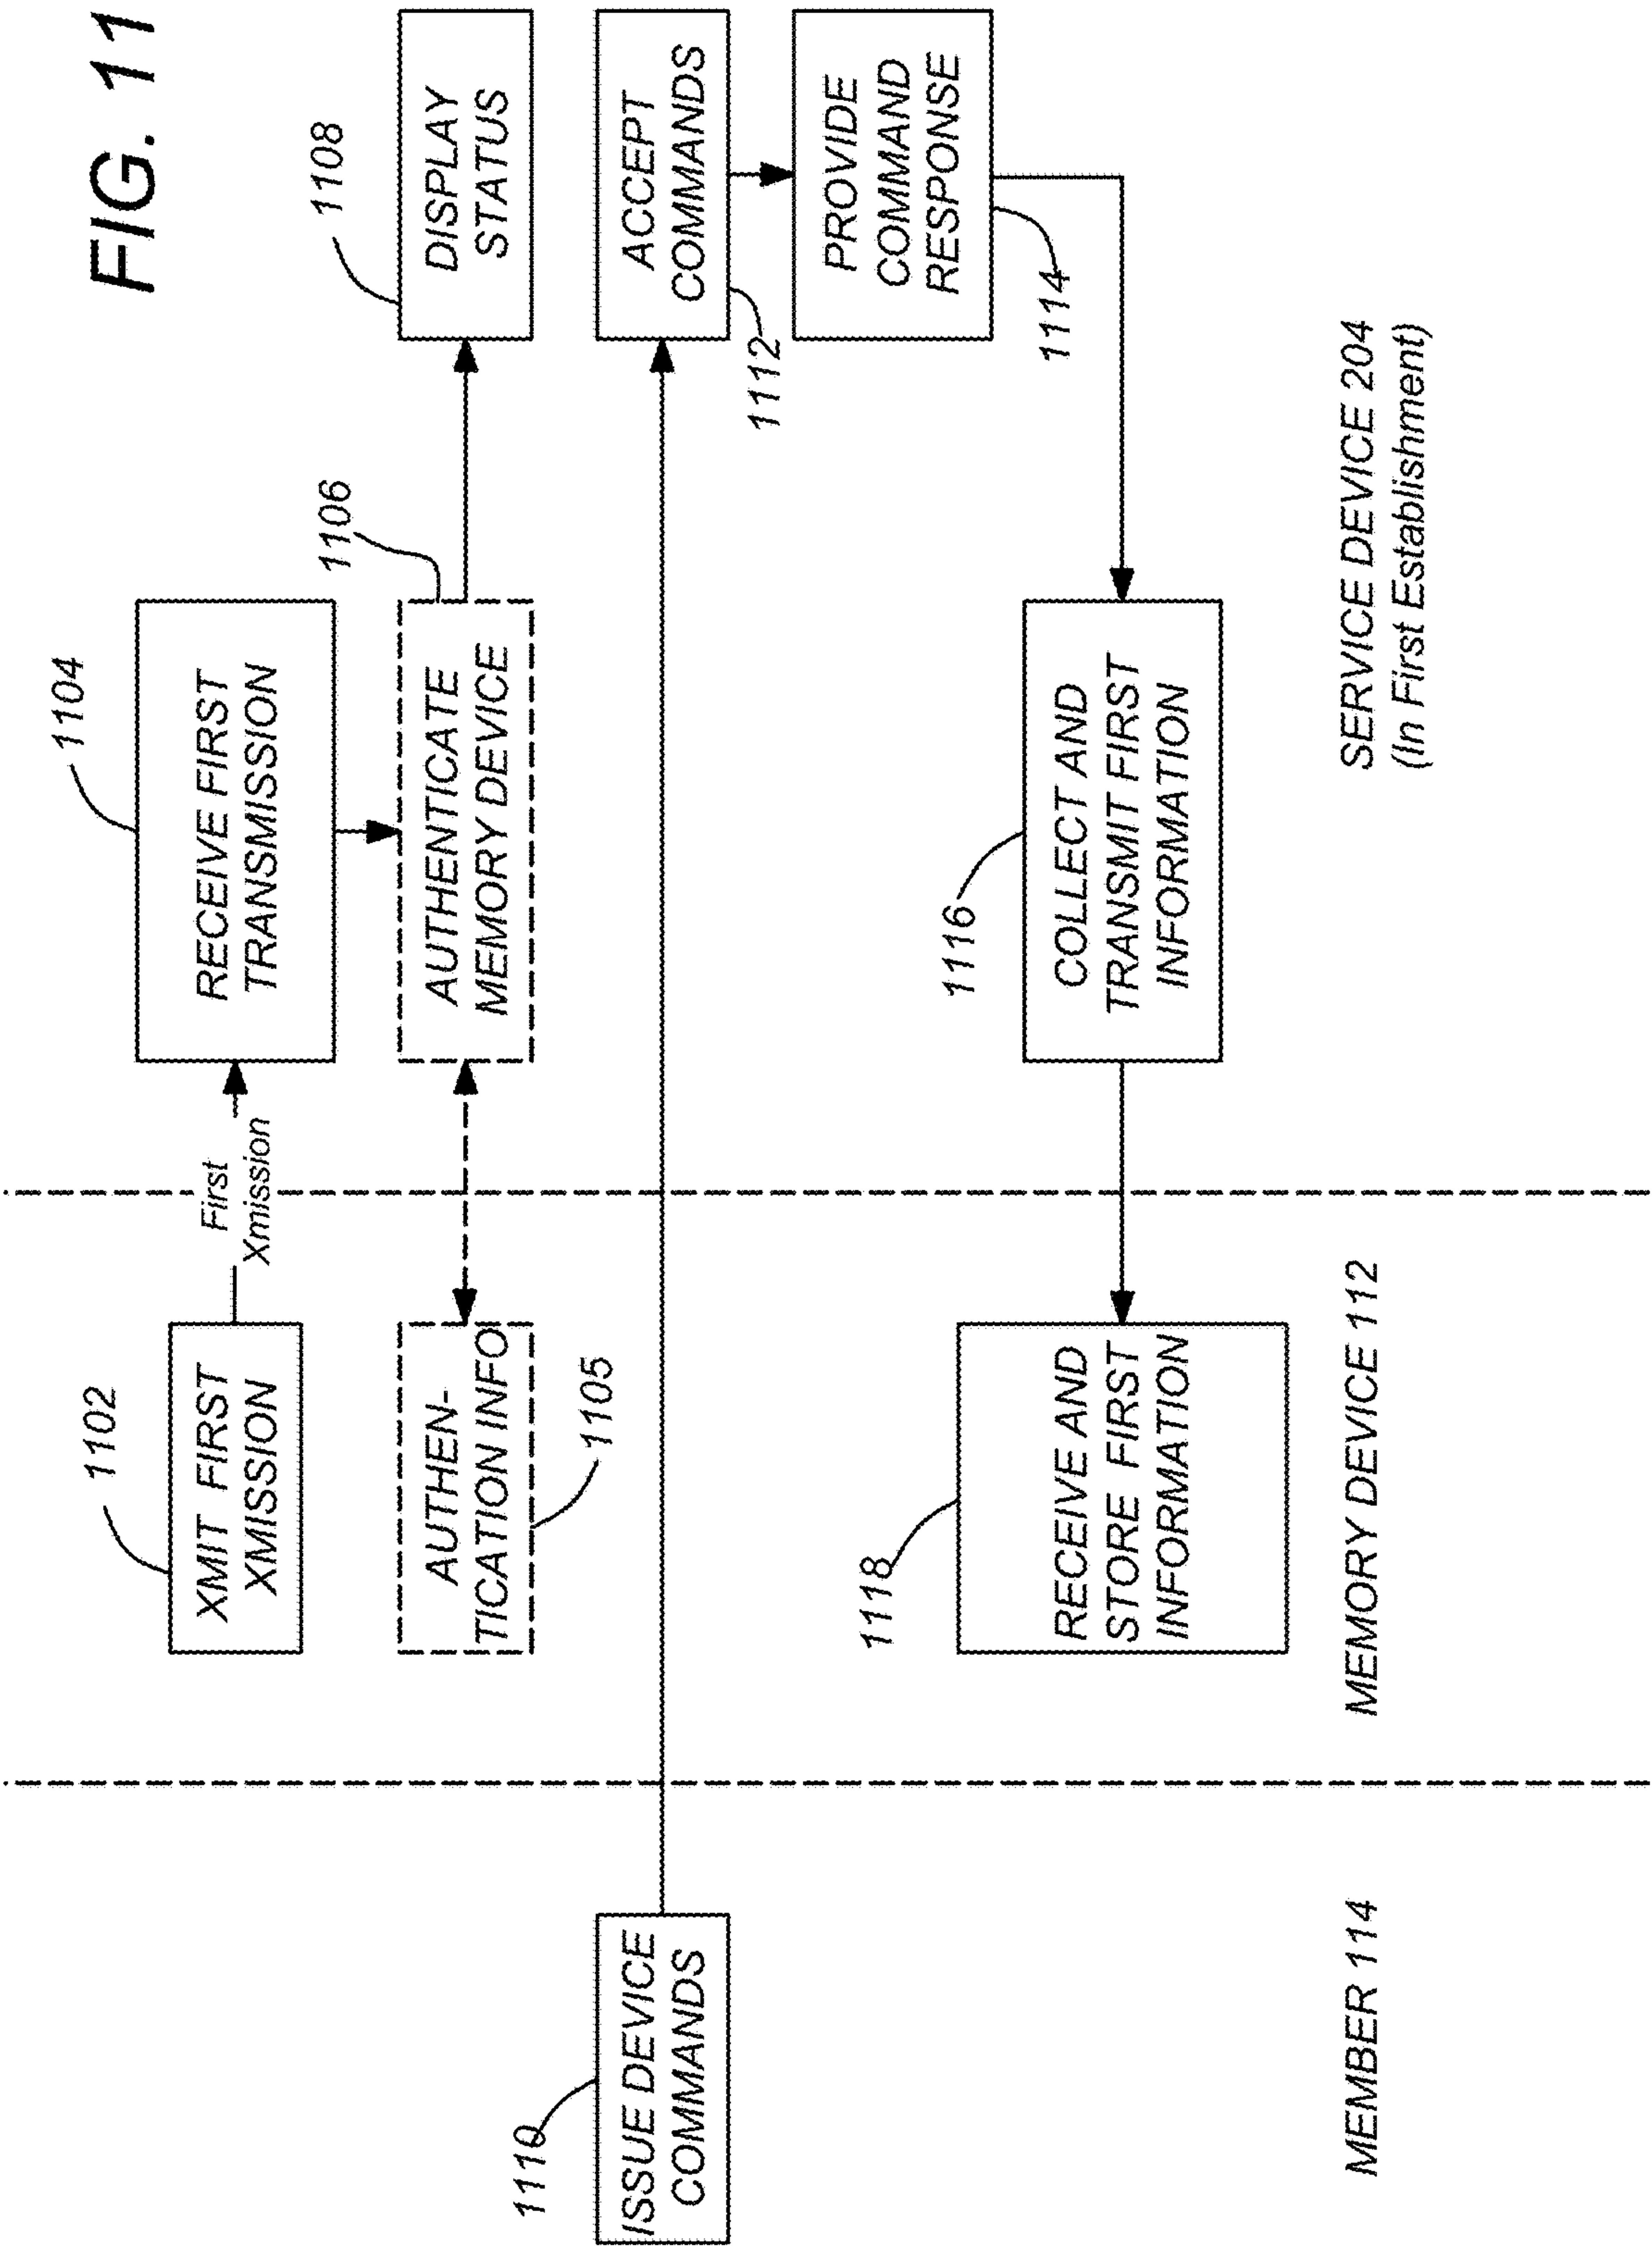 FIG. 11
1102
XMIT FIRST
XMISSION
First
Xmission
1104
RECEIVE FIRST
TRANSMISSION
1105
AUTHEN-
TICATION INFO
1106
AUTHENTICATE
MEMORY DEVICE
1108
DISPLAY
STATUS
1110
ISSUE DEVICE
COMMANDS
ACCEPT
COMMANDS
1112
PROVIDE
COMMAND
RESPONSE
1114
1116
COLLECT AND
TRANSMIT FIRST
INFORMATION
1118
RECEIVE AND
STORE FIRST
INFORMATION
MEMBER 114
MEMORY DEVICE 112
SERVICE DEVICE 204
(In First Establishment)